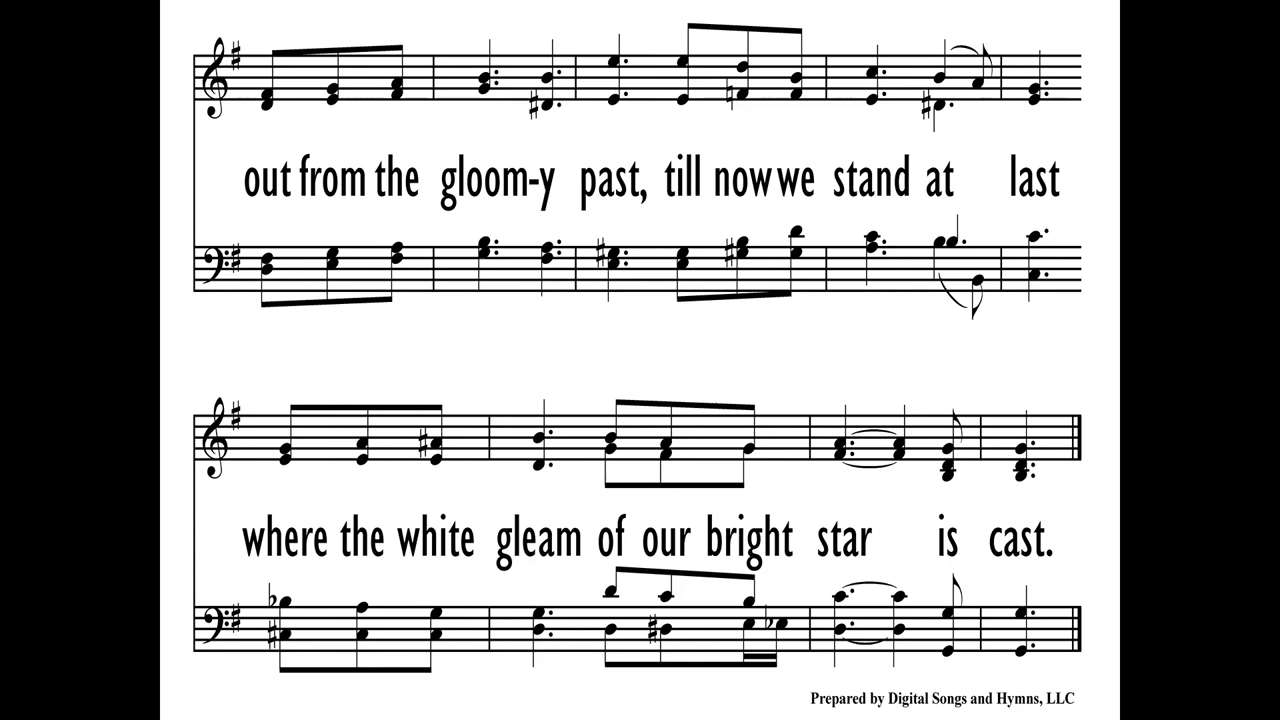 out from the gloom-y past, till now we stand at last
where the white gleam of our bright star is cast.
Prepared by Digital Songs and Hymns, LLC